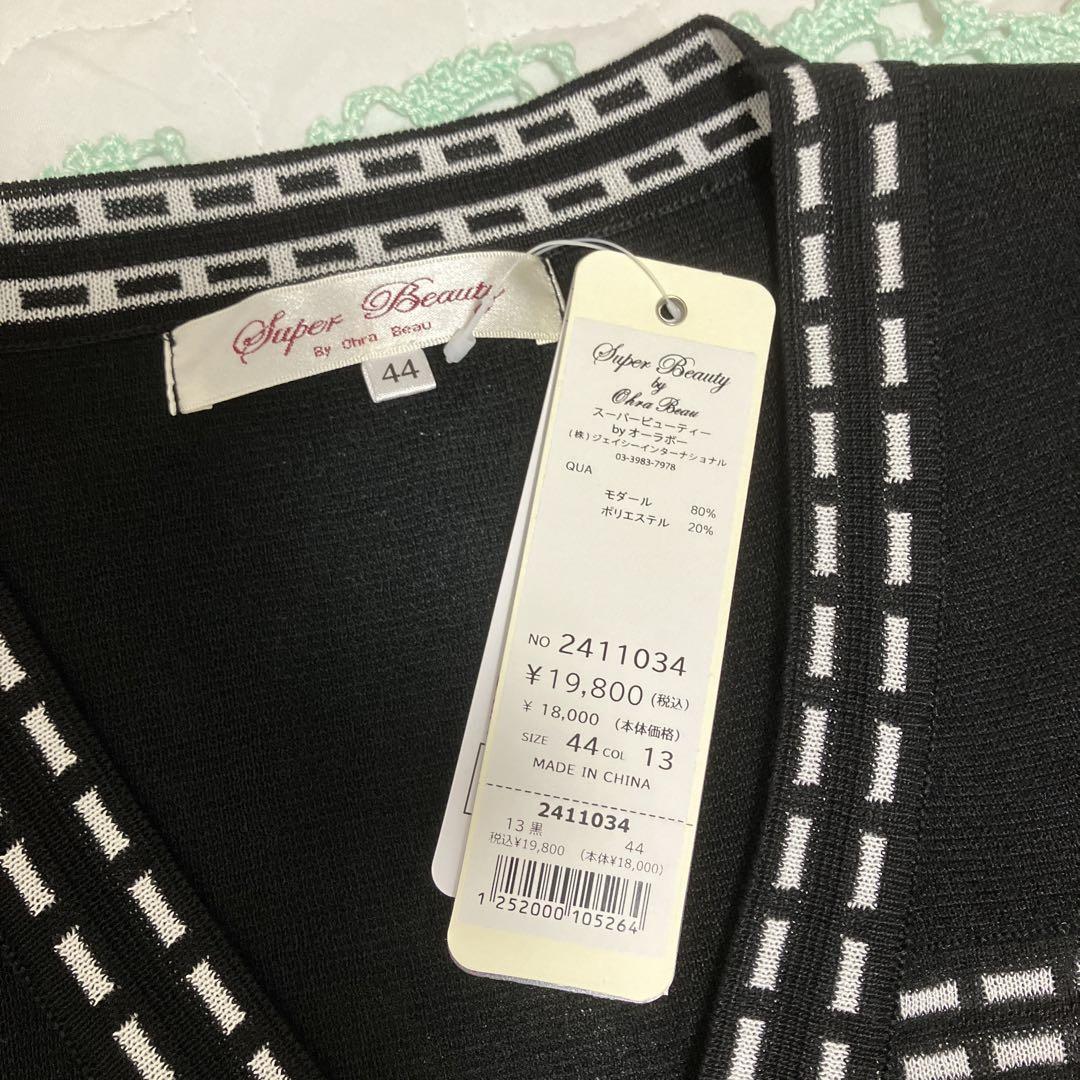 Super Beauty
By Ohra Beau
44
Super Beauty
by
Ohra Beau
スーパービューティー
byオーラボー
(株)ジェイシーインターナショナル
03-3983-7978
QUA
モダール 80%
ポリエステル 20%
NO 2411034
¥19,800 (税込)
¥ 18,000 (本体価格)
SIZE 44 COL 13
MADE IN CHINA
2411034
13 黒 44
税込¥19,800 (本体¥18,000)
1 252000 105264